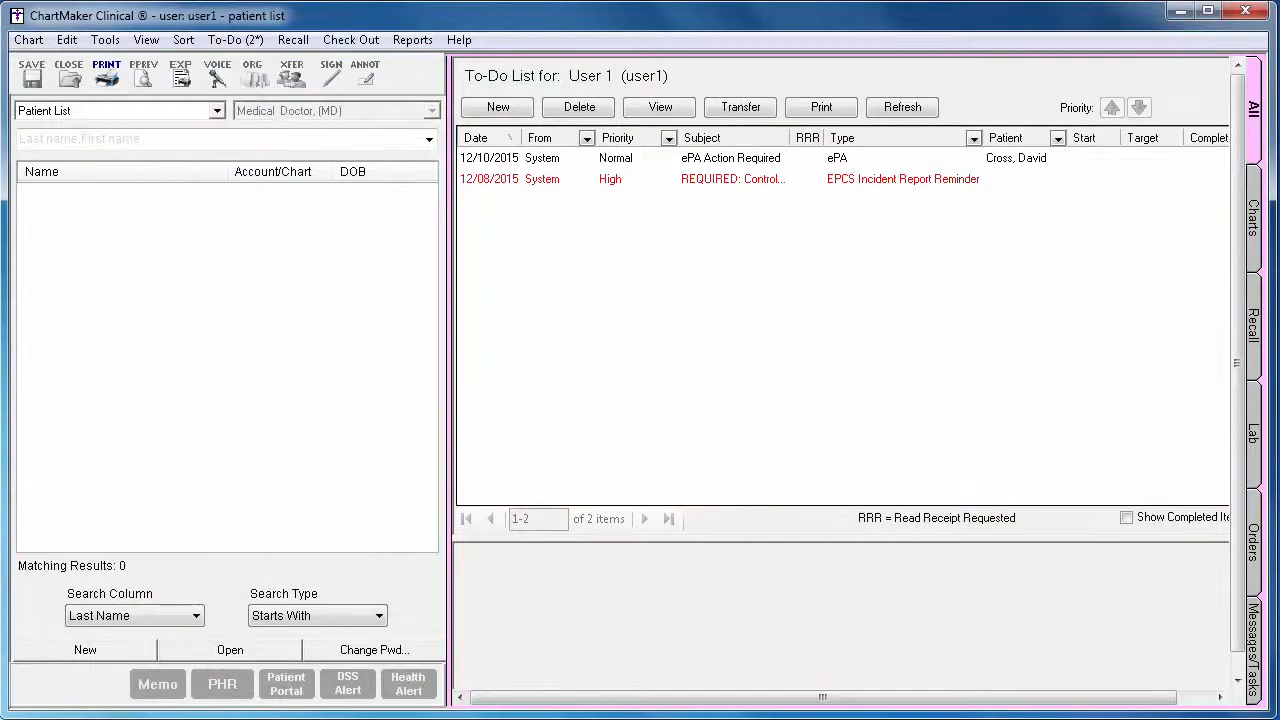 ChartMaker Clinical ® - user: user1 - patient list
Chart Edit Tools View Sort To-Do (2*) Recall Check Out Reports Help
SAVE CLOSE PRINT PPREV EXP VOICE ORG XFER SIGN ANNOT
Patient List Medical Doctor, (MD)
Last name,First name...
Name Account/Chart DOB
Matching Results: 0
Search Column Search Type
Last Name Starts With
New Open Change Pwd...
Memo PHR Patient Portal DSS Alert Health Alert
To-Do List for: User 1 (user1)
New Delete View Transfer Print Refresh Priority:
Date From Priority Subject RRR Type Patient Start Target Complet
12/10/2015 System Normal ePA Action Required ePA Cross, David
12/08/2015 System High REQUIRED: Control... EPCS Incident Report Reminder
1-2 of 2 items RRR = Read Receipt Requested Show Completed Ite
All
Charts
Recall
Lab
Orders
Messages/Tasks